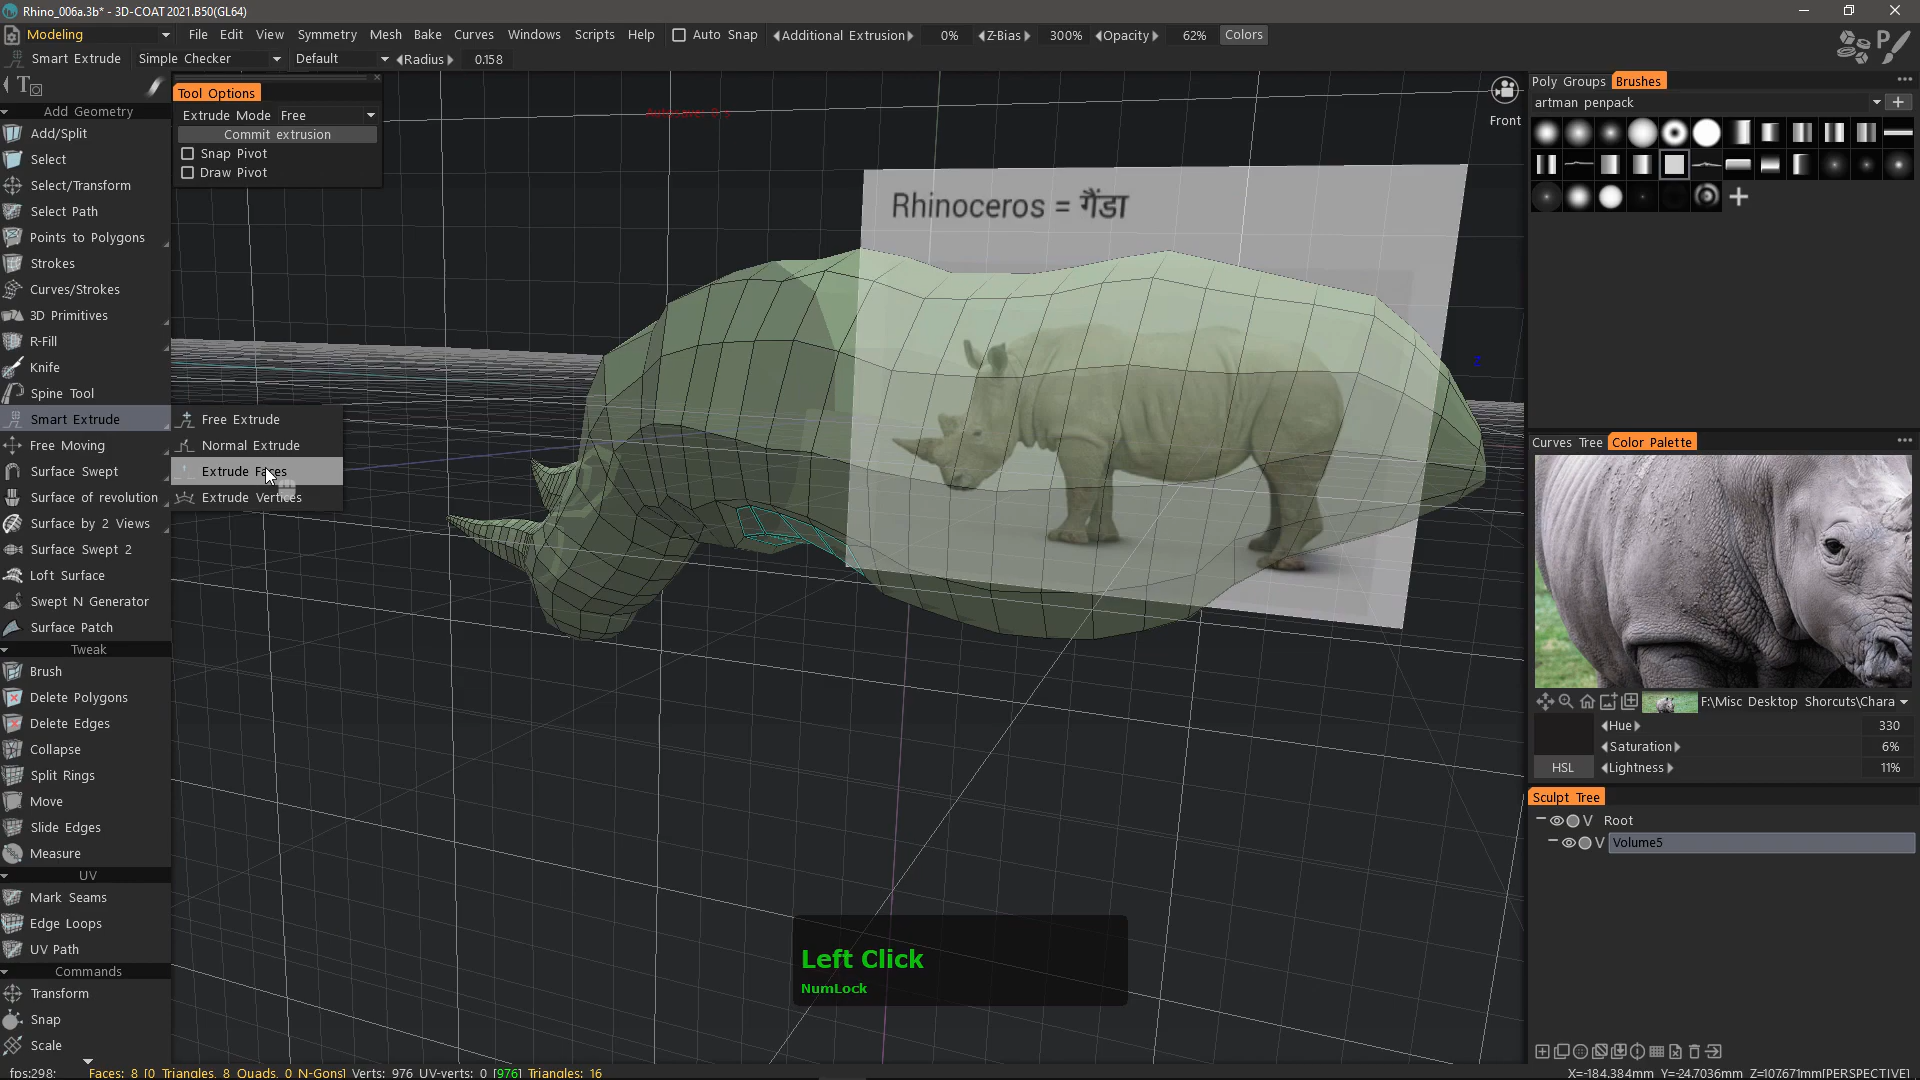 Rhino_006a.3b* - 3D-COAT 2021.B50(GL64)
Modeling File Edit View Symmetry Mesh Bake Curves Windows Scripts Help Auto Snap Additional Extrusion 0% Z-Bias 300% Opacity 62% Colors
Smart Extrude Simple Checker Default Radius 0.158
Tool Options
Extrude Mode Free
Commit extrusion
Snap Pivot
Draw Pivot
Add Geometry
Add/Split
Select
Select/Transform
Select Path
Points to Polygons
Strokes
Curves/Strokes
3D Primitives
R-Fill
Knife
Spine Tool
Smart Extrude
Free Moving
Surface Swept
Surface of revolution
Surface by 2 Views
Surface Swept 2
Loft Surface
Swept N Generator
Surface Patch
Tweak
Brush
Delete Polygons
Delete Edges
Collapse
Split Rings
Move
Slide Edges
Measure
UV
Mark Seams
Edge Loops
UV Path
Commands
Transform
Snap
Scale
Free Extrude
Normal Extrude
Extrude Faces
Extrude Vertices
Front
Rhinoceros = गैंडा
Z
Left Click
NumLock
Poly Groups Brushes
artman penpack
Curves Tree Color Palette
F:\Misc Desktop Shorcuts\Chara
Hue 330
Saturation 6%
HSL Lightness 11%
Sculpt Tree
V Root
V Volume5
fps:298: Faces: 8 [0 Triangles, 8 Quads, 0 N-Gons] Verts: 976 UV-verts: 0 [976] Triangles: 16
X=-184.384mm Y=-24.7036mm Z=107.671mm[PERSPECTIVE]